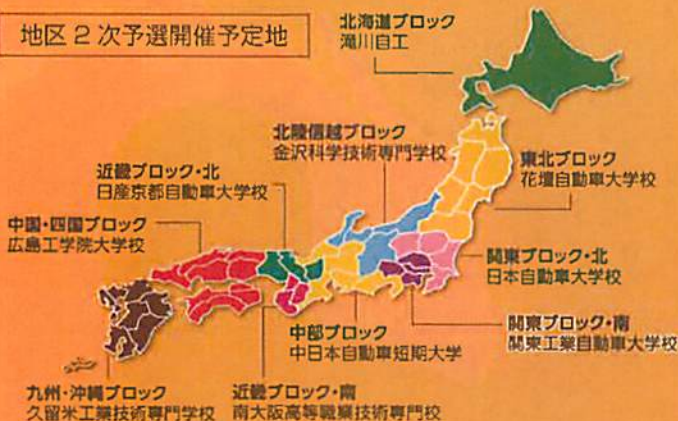 地区2次予選開催予定地
北海道ブロック
滝川自工
北陸信越ブロック
金沢科学技術専門学校
東北ブロック
花壇自動車大学校
近畿ブロック・北
日産京都自動車大学校
中国・四国ブロック
広島工学院大学校
関東ブロック・北
日本自動車大学校
関東ブロック・南
関東工業自動車大学校
中部ブロック
中日本自動車短期大学
九州・沖縄ブロック
久留米工業技術専門学校
近畿ブロック・南
南大阪高等職業技術専門校